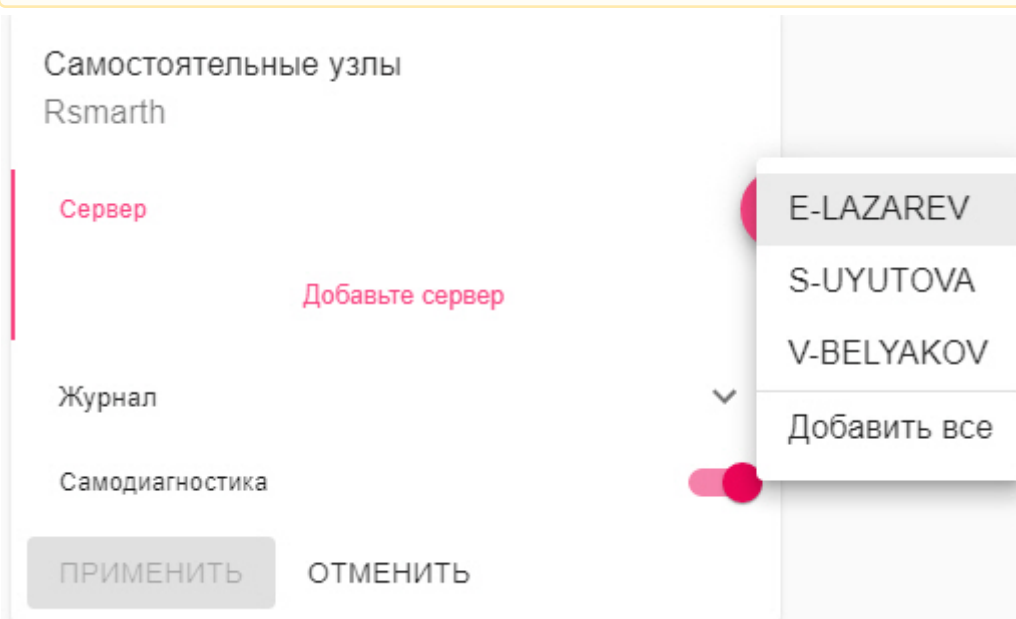 Самостоятельные узлы
Rsmarth
Сервер
Добавьте сервер
Журнал
Самодиагностика
ПРИМЕНИТЬ
ОТМЕНИТЬ
E-LAZAREV
S-UYUTOVA
V-BELYAKOV
Добавить все